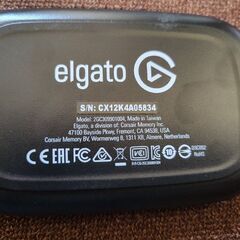 elgato
S/N: CX12K4A05834
Model: 2GC309901004, Made in Taiwan
Elgato, a division of: Corsair Memory Inc.
47100 Bayside Pkwy, Fremont, CA 94538, USA
Corsair Memory BV, Wormerweg 8, 1311 XB, Almere, Netherlands